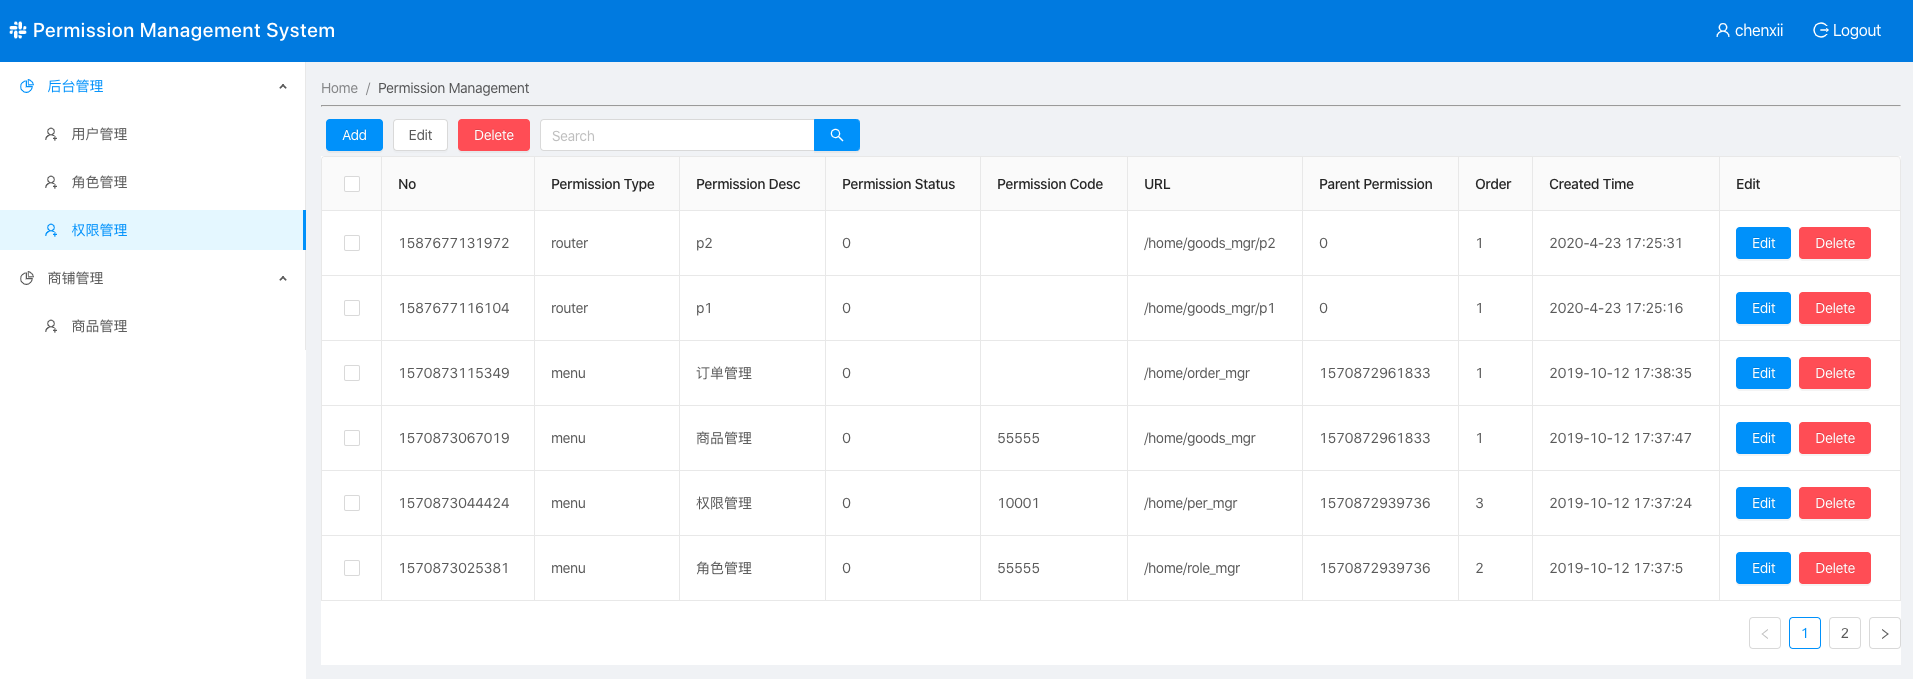 Permission Management System
chenxii
Logout
后台管理
用户管理
角色管理
权限管理
商铺管理
商品管理
Home / Permission Management
Add Edit Delete Search
No Permission Type Permission Desc Permission Status Permission Code URL Parent Permission Order Created Time Edit
1587677131972 router p2 0 /home/goods_mgr/p2 0 1 2020-4-23 17:25:31 Edit Delete
1587677116104 router p1 0 /home/goods_mgr/p1 0 1 2020-4-23 17:25:16 Edit Delete
1570873115349 menu 订单管理 0 /home/order_mgr 1570872961833 1 2019-10-12 17:38:35 Edit Delete
1570873067019 menu 商品管理 0 55555 /home/goods_mgr 1570872961833 1 2019-10-12 17:37:47 Edit Delete
1570873044424 menu 权限管理 0 10001 /home/per_mgr 1570872939736 3 2019-10-12 17:37:24 Edit Delete
1570873025381 menu 角色管理 0 55555 /home/role_mgr 1570872939736 2 2019-10-12 17:37:5 Edit Delete
< 1 2 >